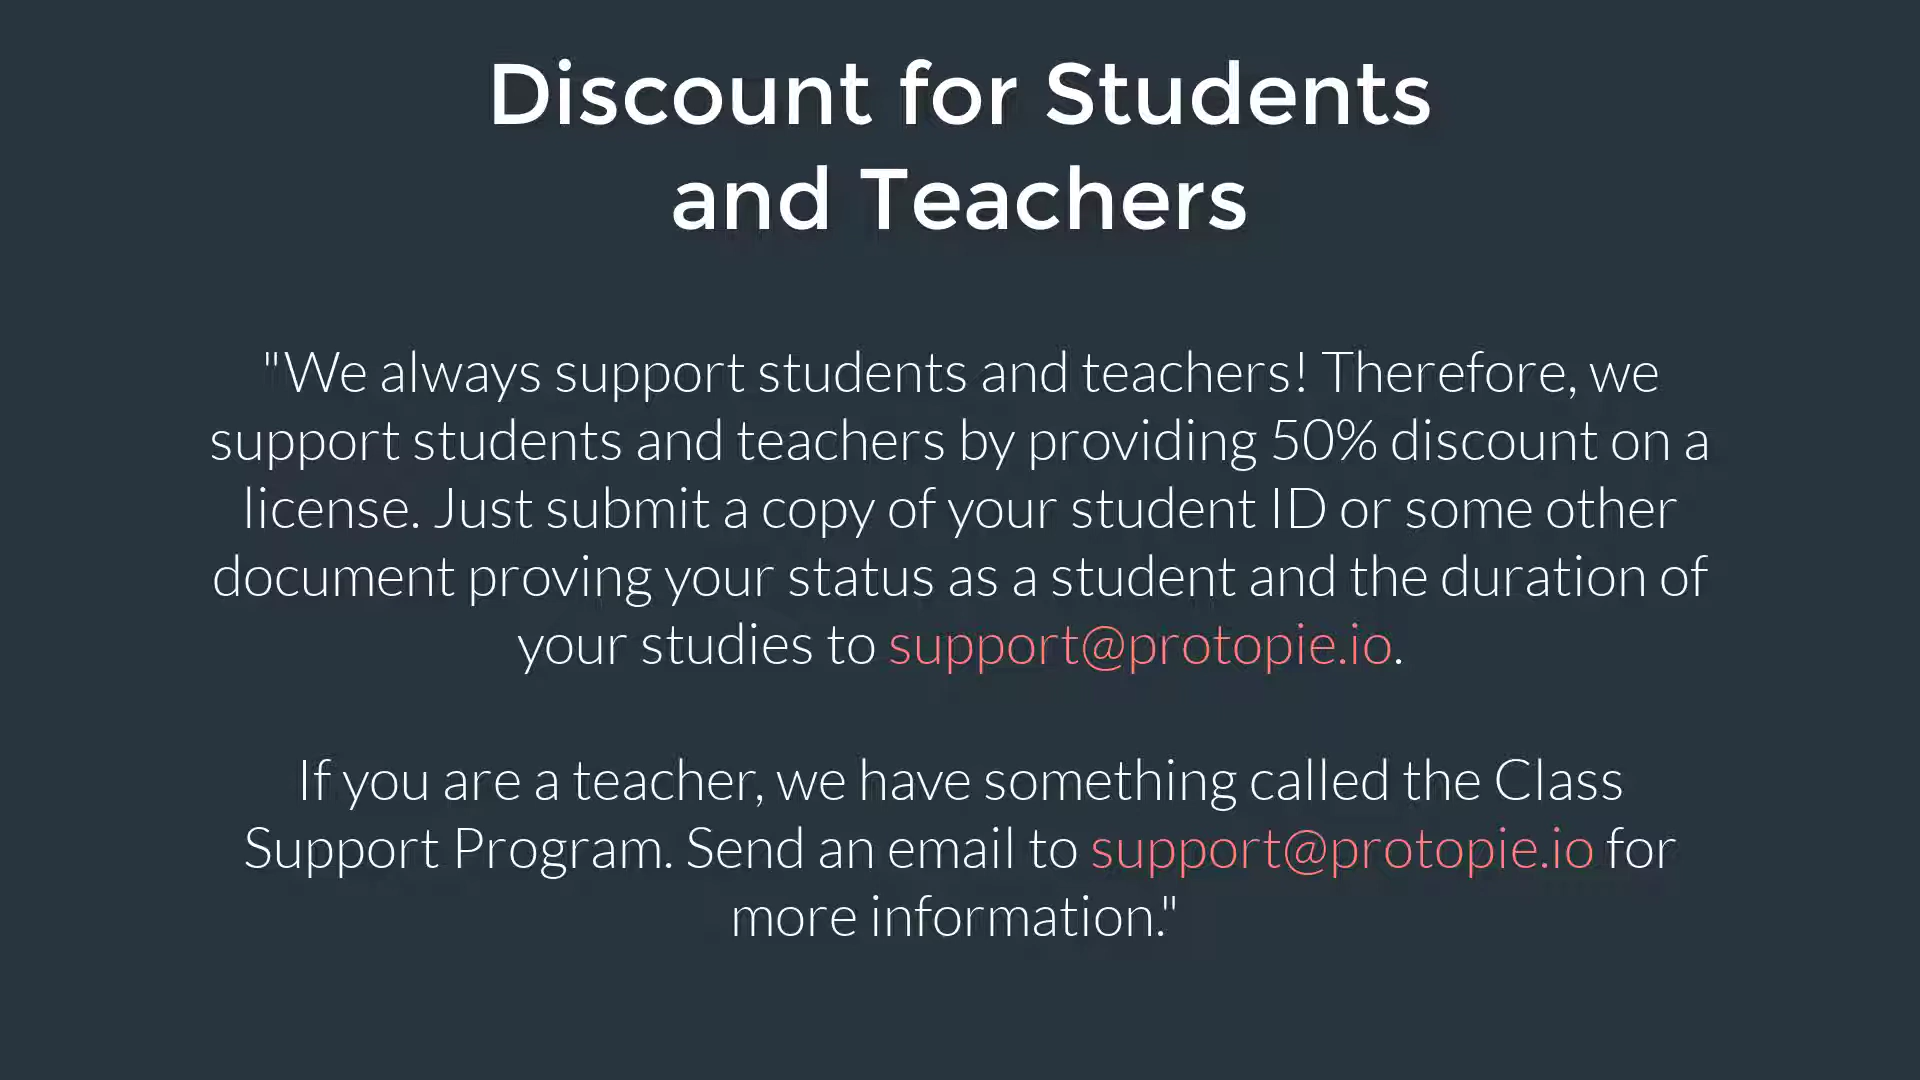 Discount for Students
and Teachers
"We always support students and teachers! Therefore, we
support students and teachers by providing 50% discount on a
license. Just submit a copy of your student ID or some other
document proving your status as a student and the duration of
your studies to support@protopie.io.
If you are a teacher, we have something called the Class
Support Program. Send an email to support@protopie.io for
more information."